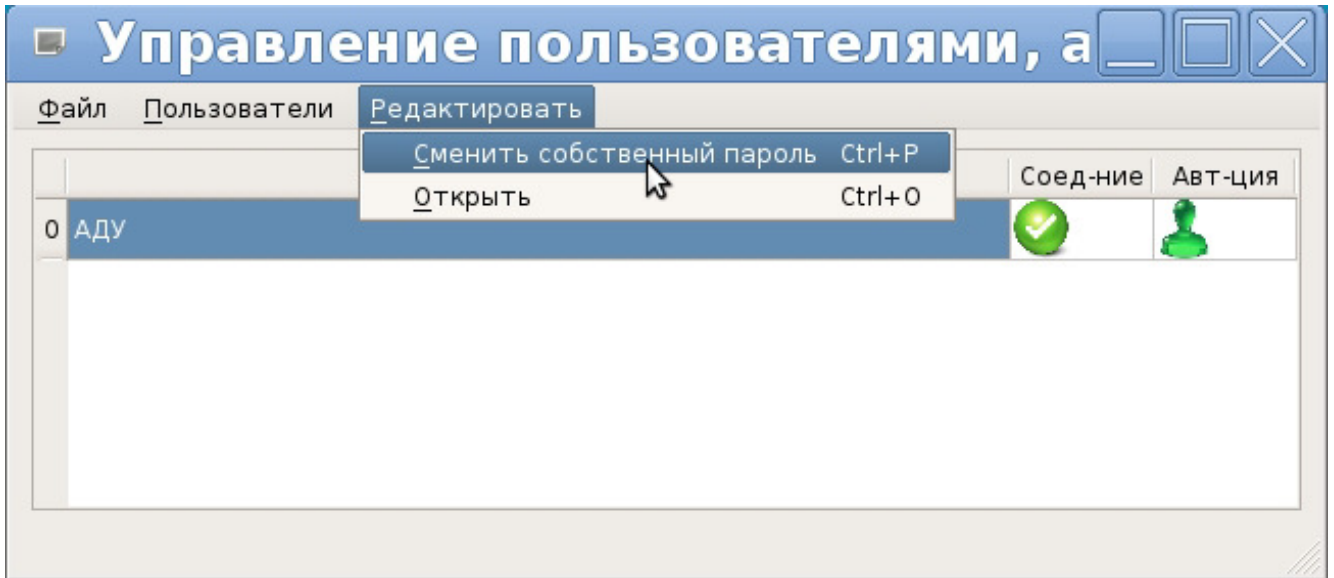 Управление пользователями, а
Файл Пользователи Редактировать
Сменить собственный пароль Ctrl+P
Соед-ние Авт-ция
Открыть Ctrl+O
0 АДУ